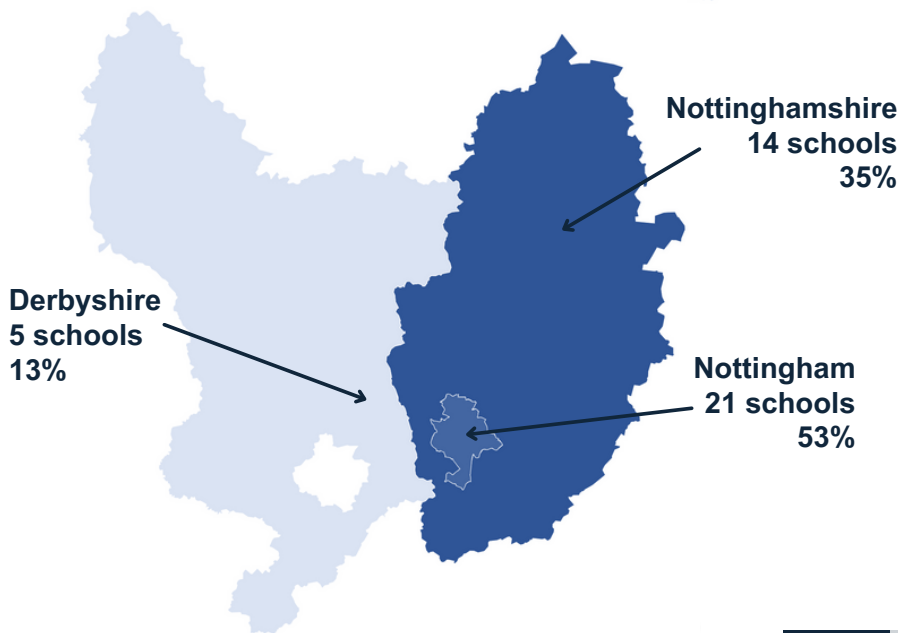 Nottinghamshire
14 schools
35%
Derbyshire
5 schools
13%
Nottingham
21 schools
53%